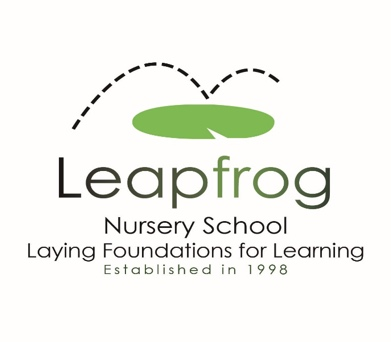 Leapfrog
Nursery School
Laying Foundations for Learning
Established in 1998